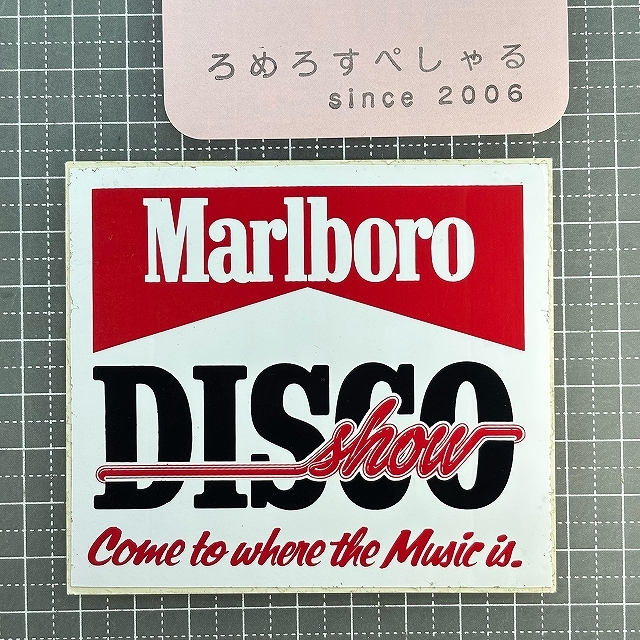 ろめろすぺしゃる
since 2006
Marlboro
DISCO
show
Come to where the Music is.